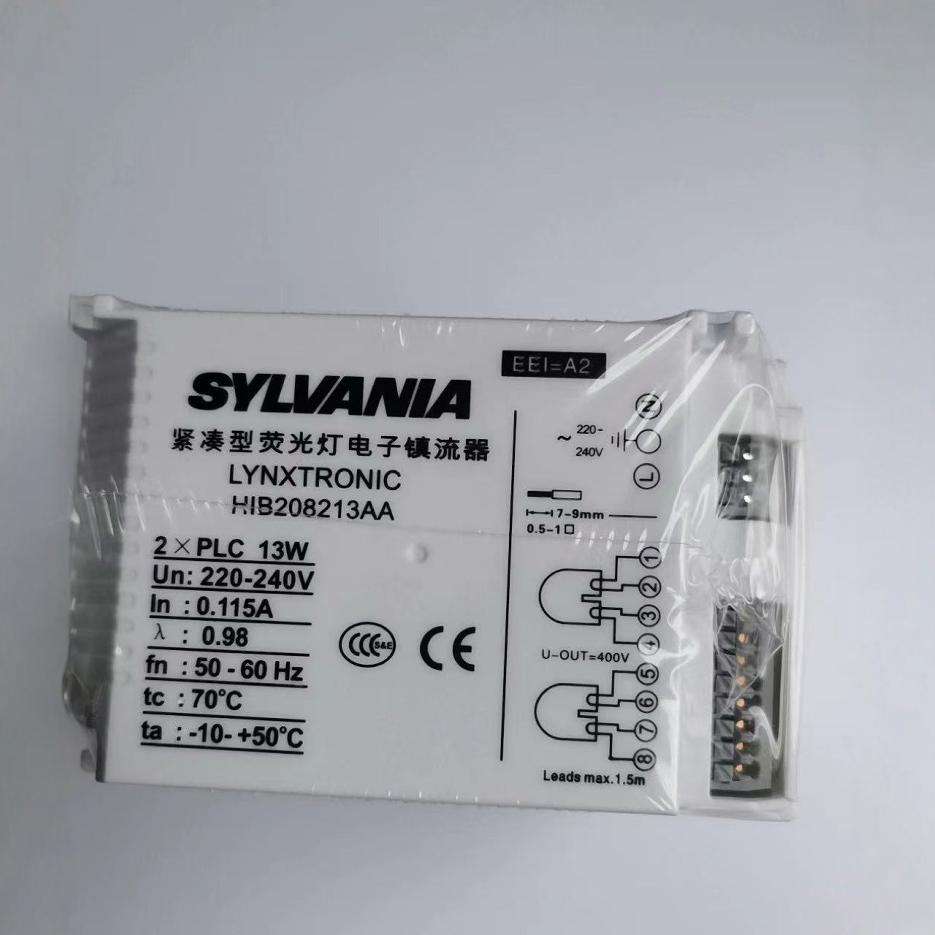 EEI=A2
SYLVANIA
紧凑型荧光灯电子镇流器
LYNXTRONIC
HIB208213AA
2×PLC 13W
Un: 220-240V
In : 0.115A
λ : 0.98
fn : 50 - 60 Hz
tc : 70°C
ta : -10- +50°C
CCC S&E
CE
N
~ 220-
240V
L
7-9mm
0.5-1□
1
2
3
4
U-OUT=400V
5
6
7
8
Leads max.1.5m